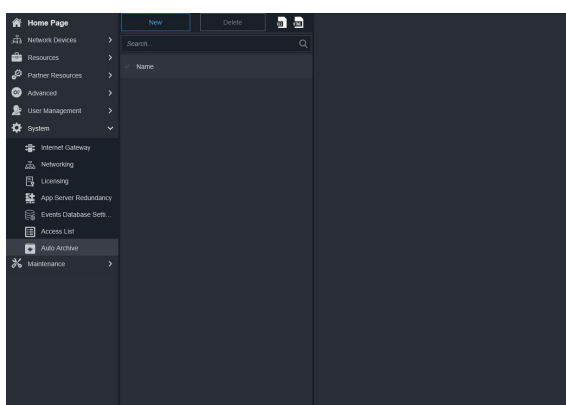 Home Page
Network Devices
Resources
Partner Resources
Advanced
User Management
System
Internet Gateway
Networking
Licensing
App Server Redundancy
Events Database Setti...
Access List
Auto Archive
Maintenance
New
Delete
Search...
Name